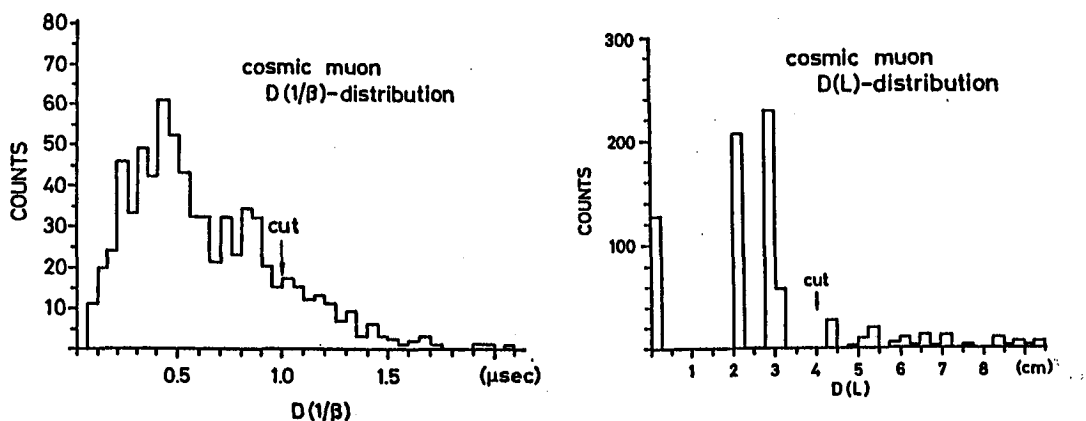 80
70
60
50
40
30
20
10
COUNTS
cosmic muon
D(1/β)-distribution
cut
0.5
1.0
1.5
(μsec)
D(1/β)
300
200
100
COUNTS
cosmic muon
D(L)-distribution
cut
1
2
3
4
5
6
7
8
(cm)
D(L)